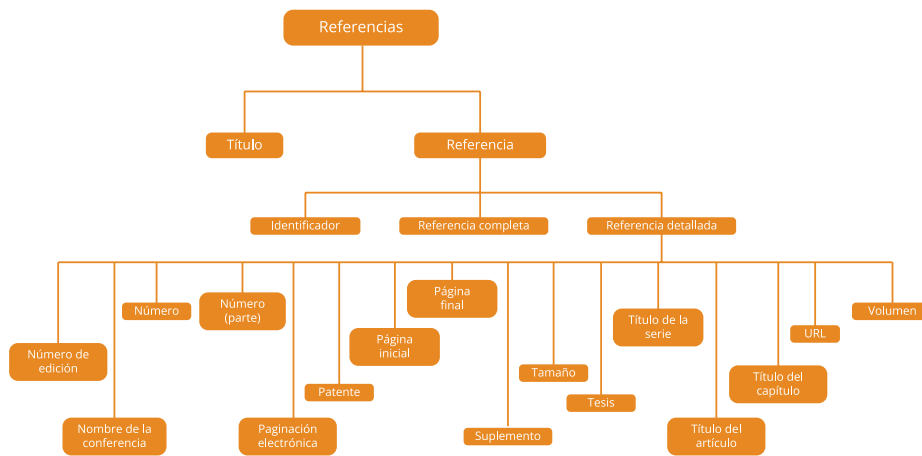 Referencias
Título
Referencia
Identificador
Referencia completa
Referencia detallada
Número de
edición
Nombre de la
conferencia
Número
Número
(parte)
Paginación
electrónica
Patente
Página
inicial
Página
final
Suplemento
Tamaño
Tesis
Título de la
serie
Título del
artículo
Título del
capítulo
URL
Volumen